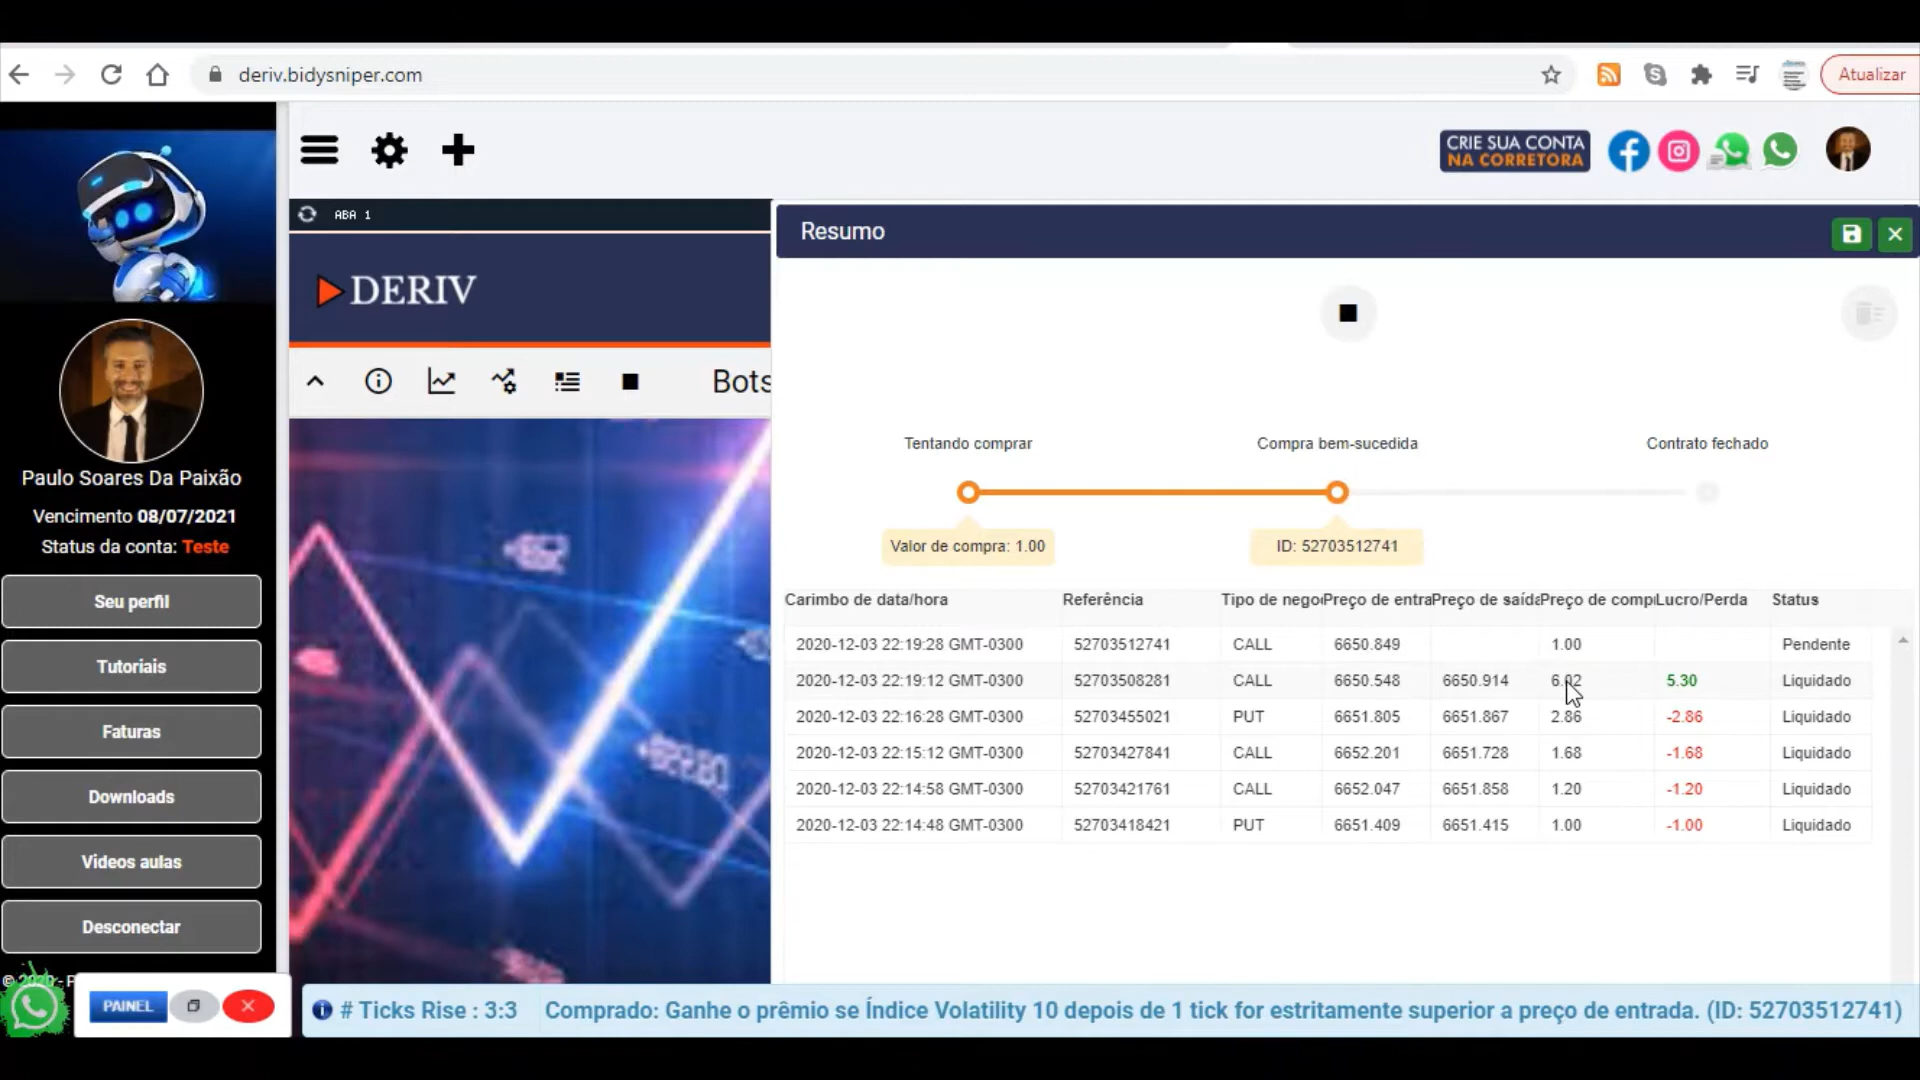 deriv.bidysniper.com
Atualizar
CRIE SUA CONTA
NA CORRETORA
ABA 1
Resumo
DERIV
Bots
Tentando comprar
Compra bem-sucedida
Contrato fechado
Valor de compra: 1.00
ID: 52703512741
Paulo Soares Da Paixão
Vencimento 08/07/2021
Status da conta: Teste
Seu perfil
Tutoriais
Faturas
Downloads
Videos aulas
Desconectar
Carimbo de data/hora Referência Tipo de nego Preço de entra Preço de saída Preço de comp Lucro/Perda Status
2020-12-03 22:19:28 GMT-0300 52703512741 CALL 6650.849 1.00 Pendente
2020-12-03 22:19:12 GMT-0300 52703508281 CALL 6650.548 6650.914 5.30 Liquidado
2020-12-03 22:16:28 GMT-0300 52703455021 PUT 6651.805 6651.867 2.86 -2.86 Liquidado
2020-12-03 22:15:12 GMT-0300 52703427841 CALL 6652.201 6651.728 1.68 -1.68 Liquidado
2020-12-03 22:14:58 GMT-0300 52703421761 CALL 6652.047 6651.858 1.20 -1.20 Liquidado
2020-12-03 22:14:48 GMT-0300 52703418421 PUT 6651.409 6651.415 1.00 -1.00 Liquidado
PAINEL
# Ticks Rise : 3:3 Comprado: Ganhe o prêmio se Índice Volatility 10 depois de 1 tick for estritamente superior a preço de entrada. (ID: 52703512741)